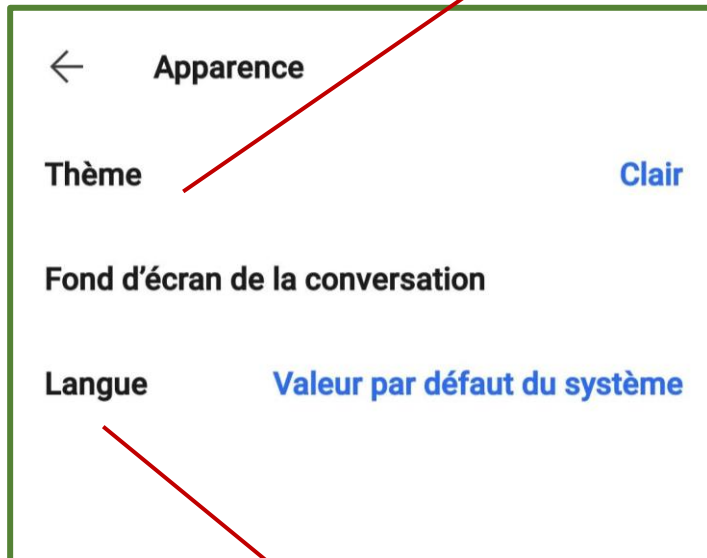 Apparence
Thème Clair
Fond d’écran de la conversation
Langue Valeur par défaut du système